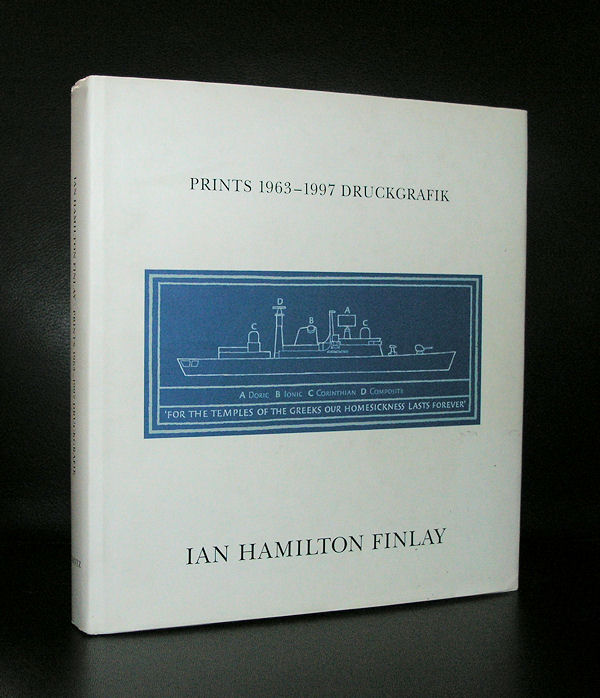 PRINTS 1963–1997 DRUCKGRAFIK
D
C
B
A
C
A DORIC B IONIC C CORINTHIAN D COMPOSITE
'FOR THE TEMPLES OF THE GREEKS OUR HOMESICKNESS LASTS FOREVER'
IAN HAMILTON FINLAY
IAN HAMILTON FINLAY PRINTS 1963–1997 DRUCKGRAFIK